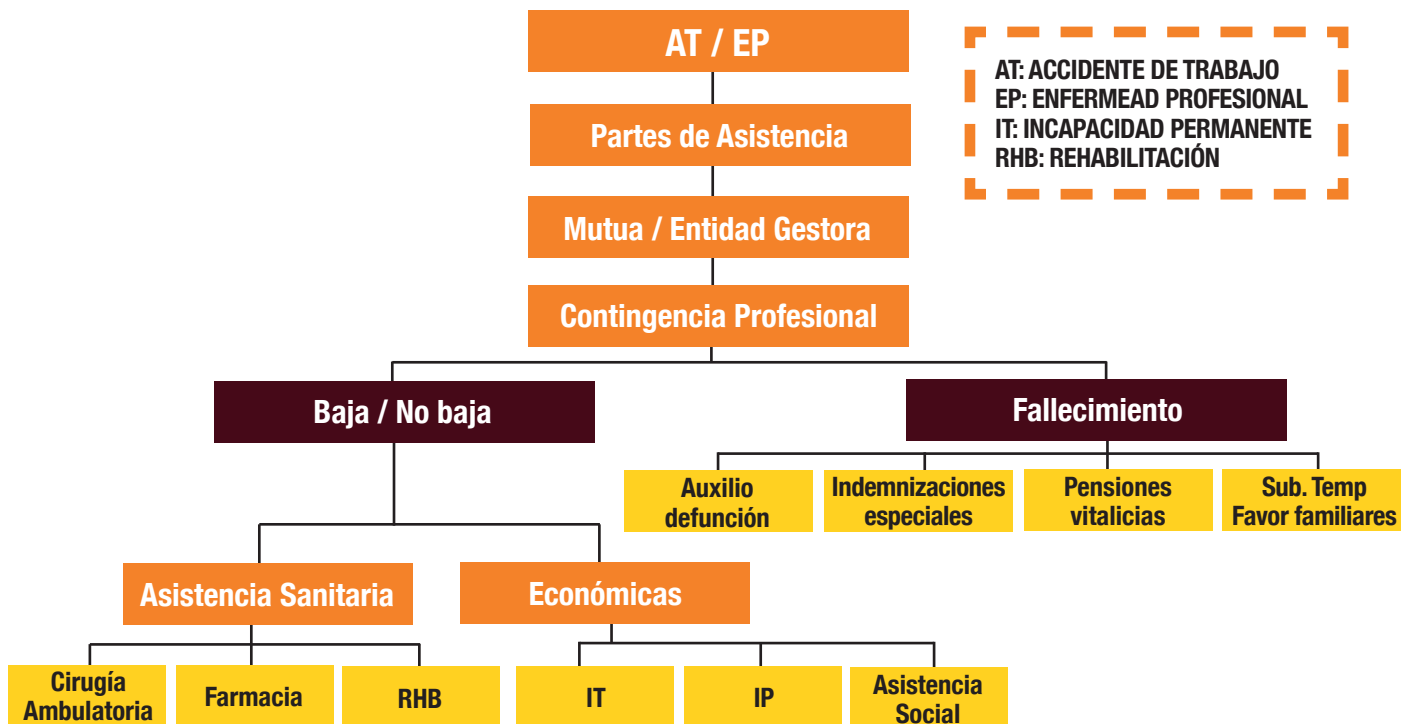 AT / EP
AT: ACCIDENTE DE TRABAJO
EP: ENFERMEAD PROFESIONAL
IT: INCAPACIDAD PERMANENTE
RHB: REHABILITACIÓN
Partes de Asistencia
Mutua / Entidad Gestora
Contingencia Profesional
Baja / No baja
Fallecimiento
Auxilio
defunción
Indemnizaciones
especiales
Pensiones
vitalicias
Sub. Temp
Favor familiares
Asistencia Sanitaria
Económicas
Cirugía
Ambulatoria
Farmacia
RHB
IT
IP
Asistencia
Social